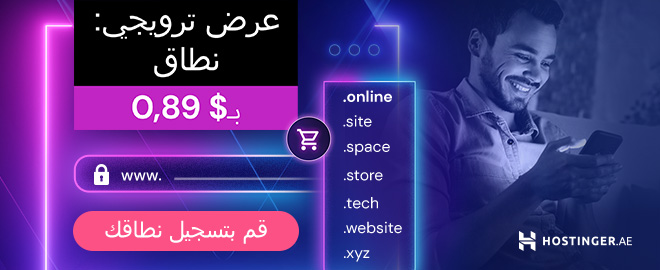 عرض ترويجي:
نطاق
بـ$ 0,89
www.
قم بتسجيل نطاقك
.online
.site
.space
.store
.tech
.website
.xyz
HOSTINGER.AE